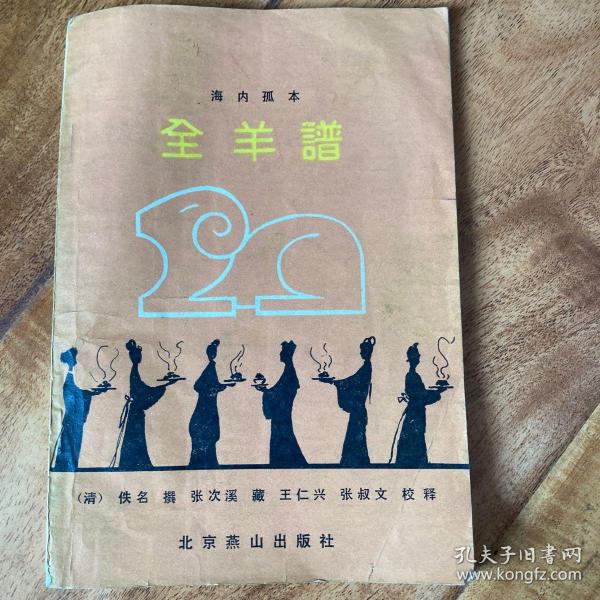 海内孤本
全羊譜
(清) 佚名 撰 张次溪 藏 王仁兴 张叔文 校释
北京燕山出版社
孔夫子旧书网
www.kongfz.com